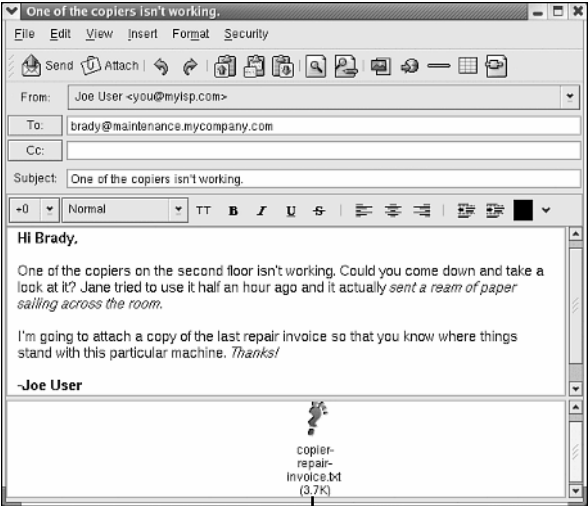 One of the copiers isn't working.
File Edit View Insert Format Security
Send Attach
From: Joe User <you@myisp.com>
To: brady@maintenance.mycompany.com
Cc:
Subject: One of the copiers isn't working.
+0 Normal TT B I U S
Hi Brady,
One of the copiers on the second floor isn't working. Could you come down and take a
look at it? Jane tried to use it half an hour ago and it actually sent a ream of paper
sailing across the room.
I'm going to attach a copy of the last repair invoice so that you know where things
stand with this particular machine. Thanks!
-Joe User
copier-
repair-
invoice.txt
(3.7K)